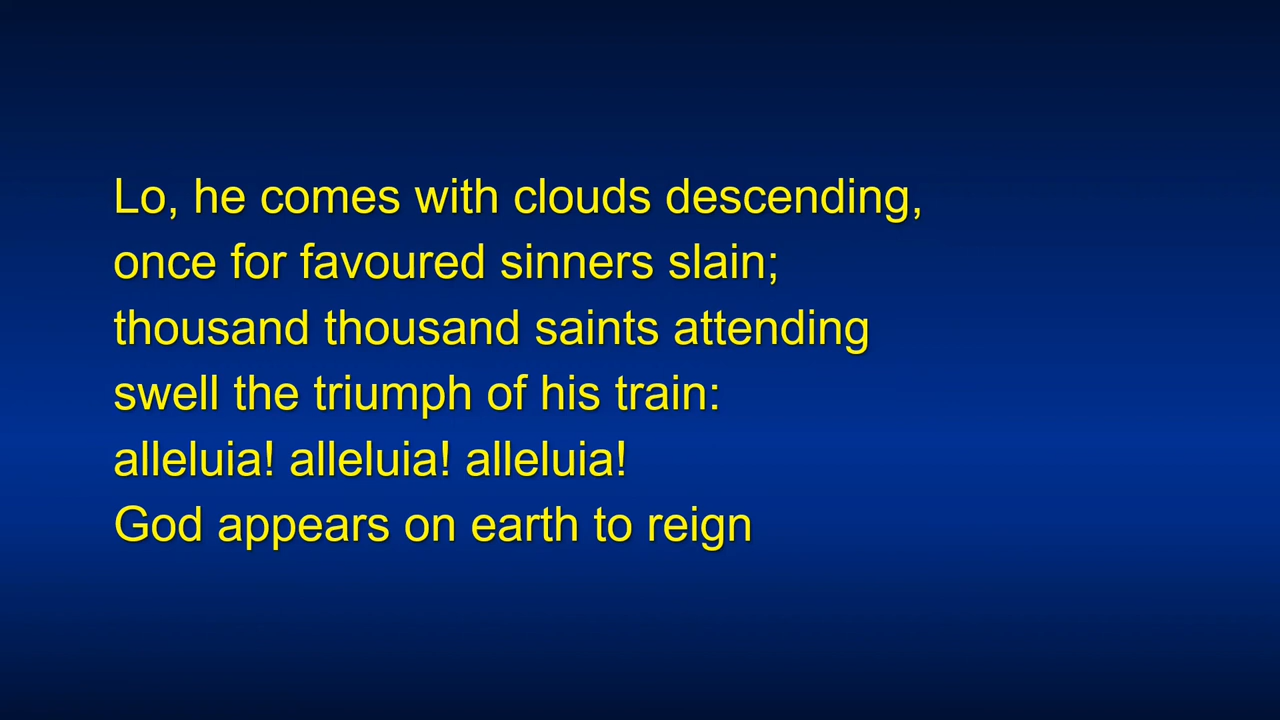 Lo, he comes with clouds descending,
once for favoured sinners slain;
thousand thousand saints attending
swell the triumph of his train:
alleluia! alleluia! alleluia!
God appears on earth to reign